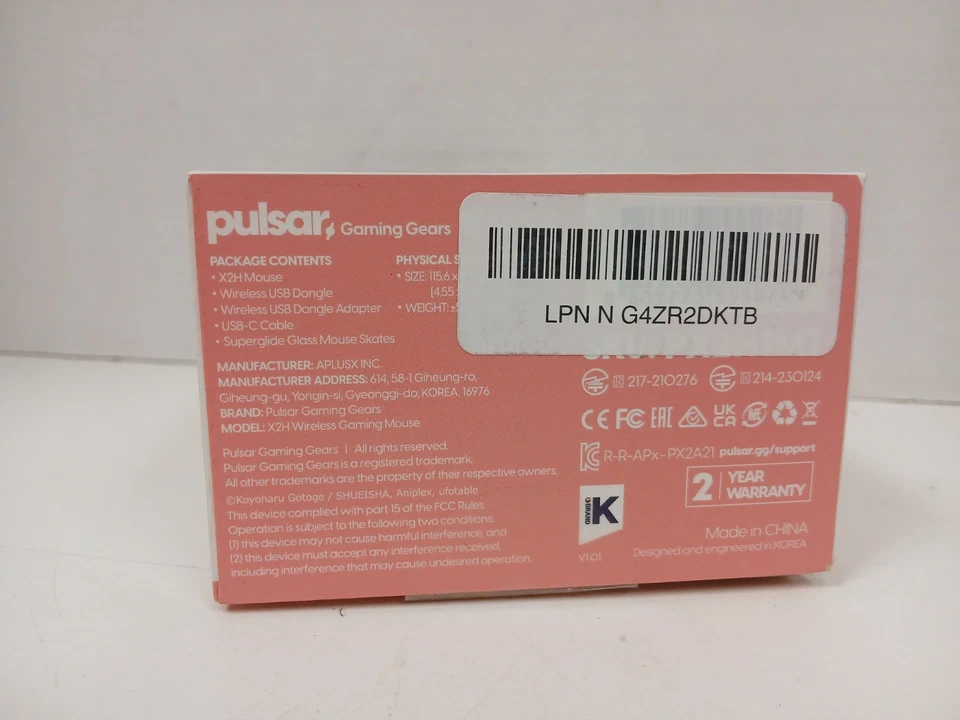 pulsar Gaming Gears
PACKAGE CONTENTS
• X2H Mouse
• Wireless USB Dongle
• Wireless USB Dongle Adapter
• USB-C Cable
• Superglide Glass Mouse Skates
PHYSICAL
• SIZE: 115.6 x
[4.55
• WEIGHT: ±
LPN N G4ZR2DKTB
MANUFACTURER: APLUSX INC.
MANUFACTURER ADDRESS: 614, 58-1 Giheung-ro,
Giheung-gu, Yongin-si, Gyeonggi-do, KOREA, 16976
BRAND: Pulsar Gaming Gears
MODEL: X2H Wireless Gaming Mouse
Pulsar Gaming Gears | All rights reserved.
Pulsar Gaming Gears is a registered trademark.
All other trademarks are the property of their respective owners.
©Koyoharu Gotoge / SHUEISHA, Aniplex, ufotable
This device complied with part 15 of the FCC Rules.
Operation is subject to the following two conditions:
(1) this device may not cause harmful interference, and
(2) this device must accept any interference received,
including interference that may cause undesired operation.
R 217-210276 R 214-230124
CE FC EAC UKCA
R-R-APx-PX2A21 pulsar.gg/support
2 YEAR
WARRANTY
K
BRAND
V1.01
Made in CHINA
Designed and engineered in KOREA